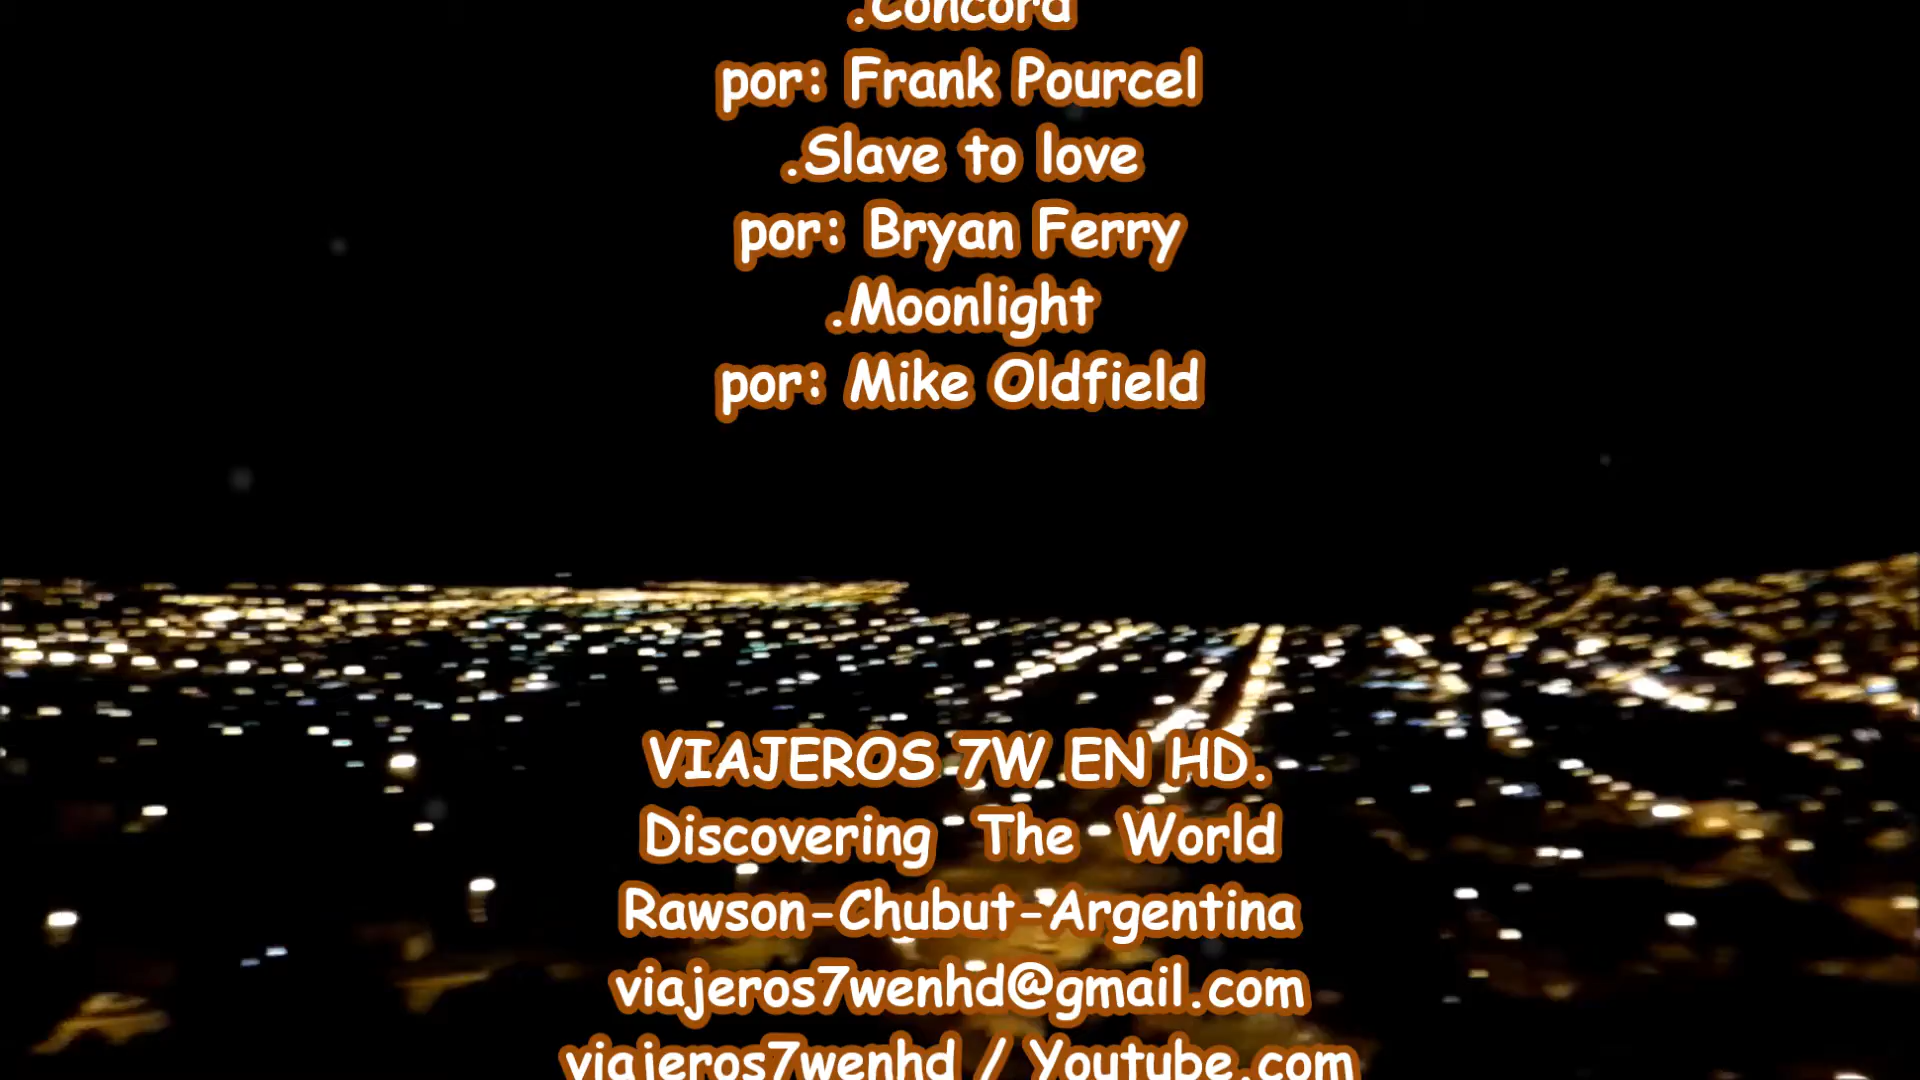 .Concord
por: Frank Pourcel
.Slave to love
por: Bryan Ferry
.Moonlight
por: Mike Oldfield
VIAJEROS 7W EN HD.
Discovering The World
Rawson-Chubut-Argentina
viajeros7wenhd@gmail.com
viajeros7wenhd / Youtube.com